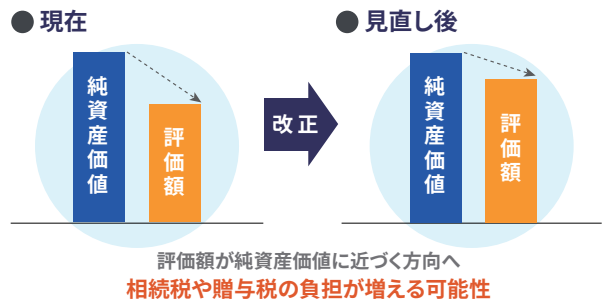 ● 現在
純資産価値
評価額
改正
● 見直し後
純資産価値
評価額
評価額が純資産価値に近づく方向へ
相続税や贈与税の負担が増える可能性